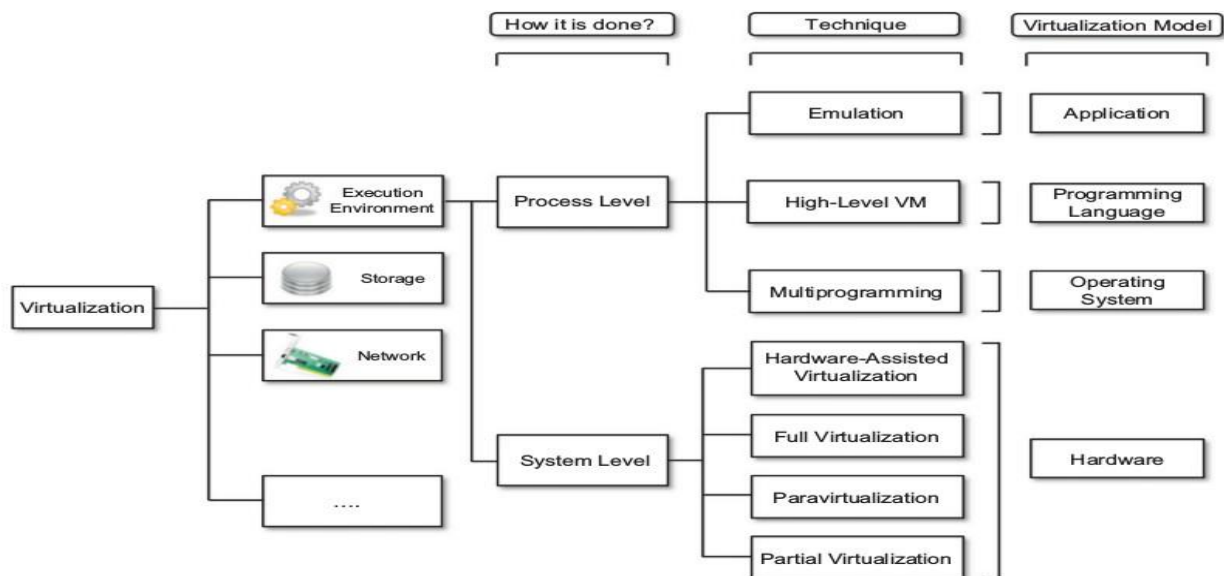 How it is done?
Technique
Virtualization Model
Emulation
Application
Execution
Environment
Process Level
High-Level VM
Programming
Language
Storage
Multiprogramming
Operating
System
Virtualization
Network
Hardware-Assisted
Virtualization
Full Virtualization
System Level
Hardware
....
Paravirtualization
Partial Virtualization